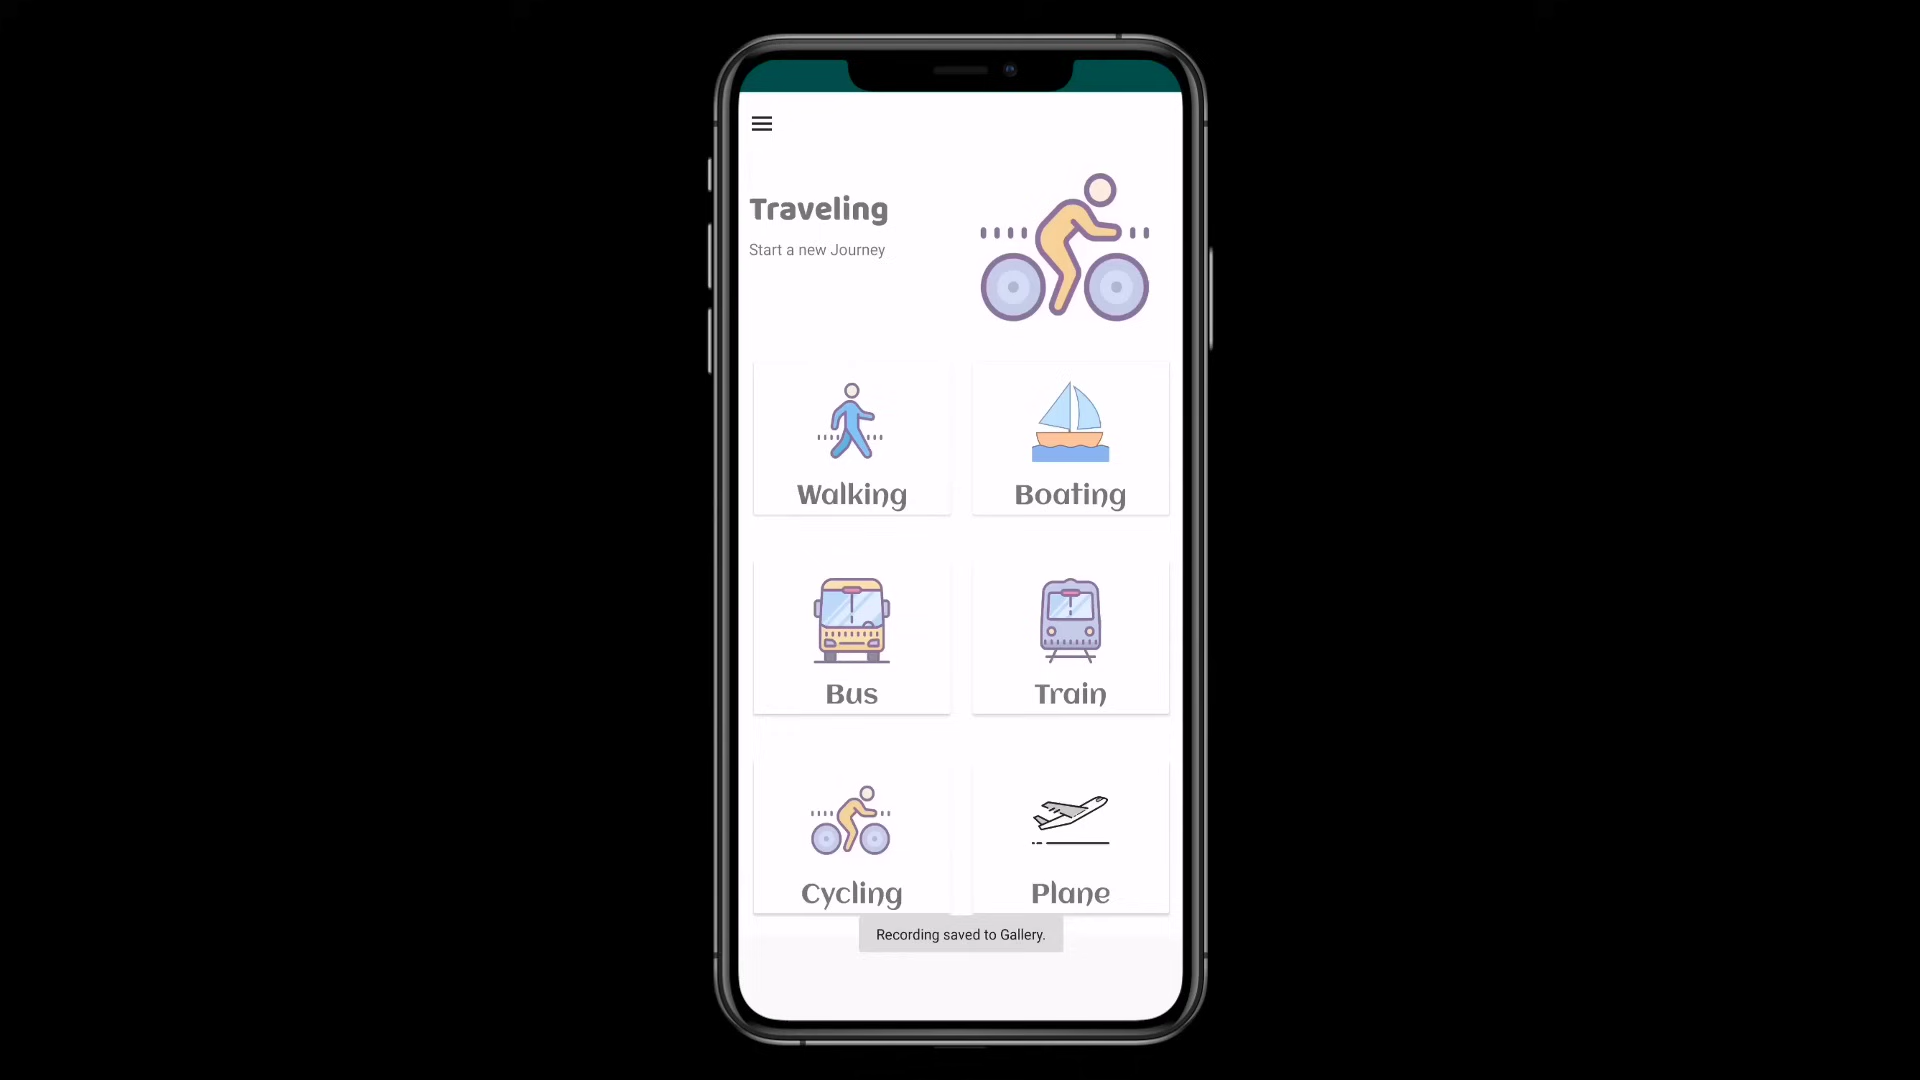 Traveling
Start a new Journey
Walking
Boating
Bus
Train
Cycling
Plane
Recording saved to Gallery.